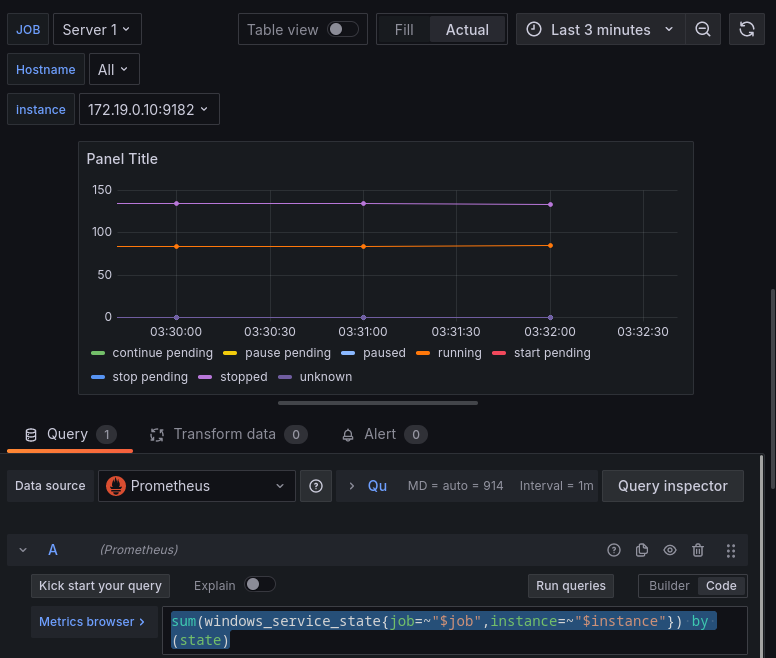 JOB Server 1 Table view Fill Actual Last 3 minutes
Hostname All
instance 172.19.0.10:9182
Panel Title
150
100
50
0
03:30:00 03:30:30 03:31:00 03:31:30 03:32:00 03:32:30
continue pending pause pending paused running start pending
stop pending stopped unknown
Query 1 Transform data 0 Alert 0
Data source Prometheus Qu MD = auto = 914 Interval = 1m Query inspector
A (Prometheus)
Kick start your query Explain Run queries Builder Code
Metrics browser sum(windows_service_state{job=~"$job",instance=~"$instance"}) by
(state)